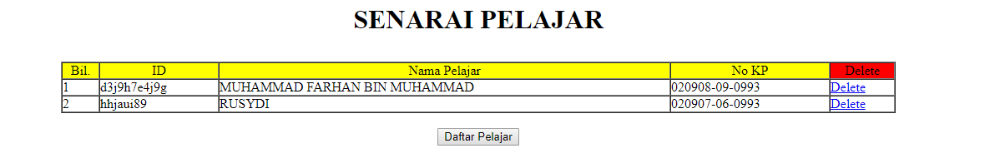 SENARAI PELAJAR
Bil. ID Nama Pelajar No KP Delete
1 d3j9h7e4j9g MUHAMMAD FARHAN BIN MUHAMMAD 020908-09-0993 Delete
2 hhjaui89 RUSYDI 020907-06-0993 Delete
Daftar Pelajar